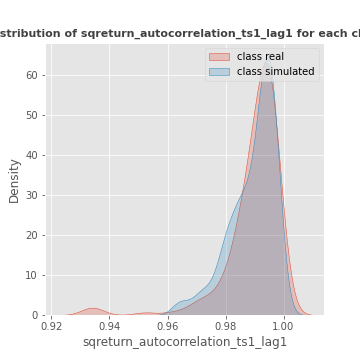 stribution of sqreturn_autocorrelation_ts1_lag1 for each cl
class real
class simulated
60
50
40
30
20
10
0
Density
0.92 0.94 0.96 0.98 1.00
sqreturn_autocorrelation_ts1_lag1